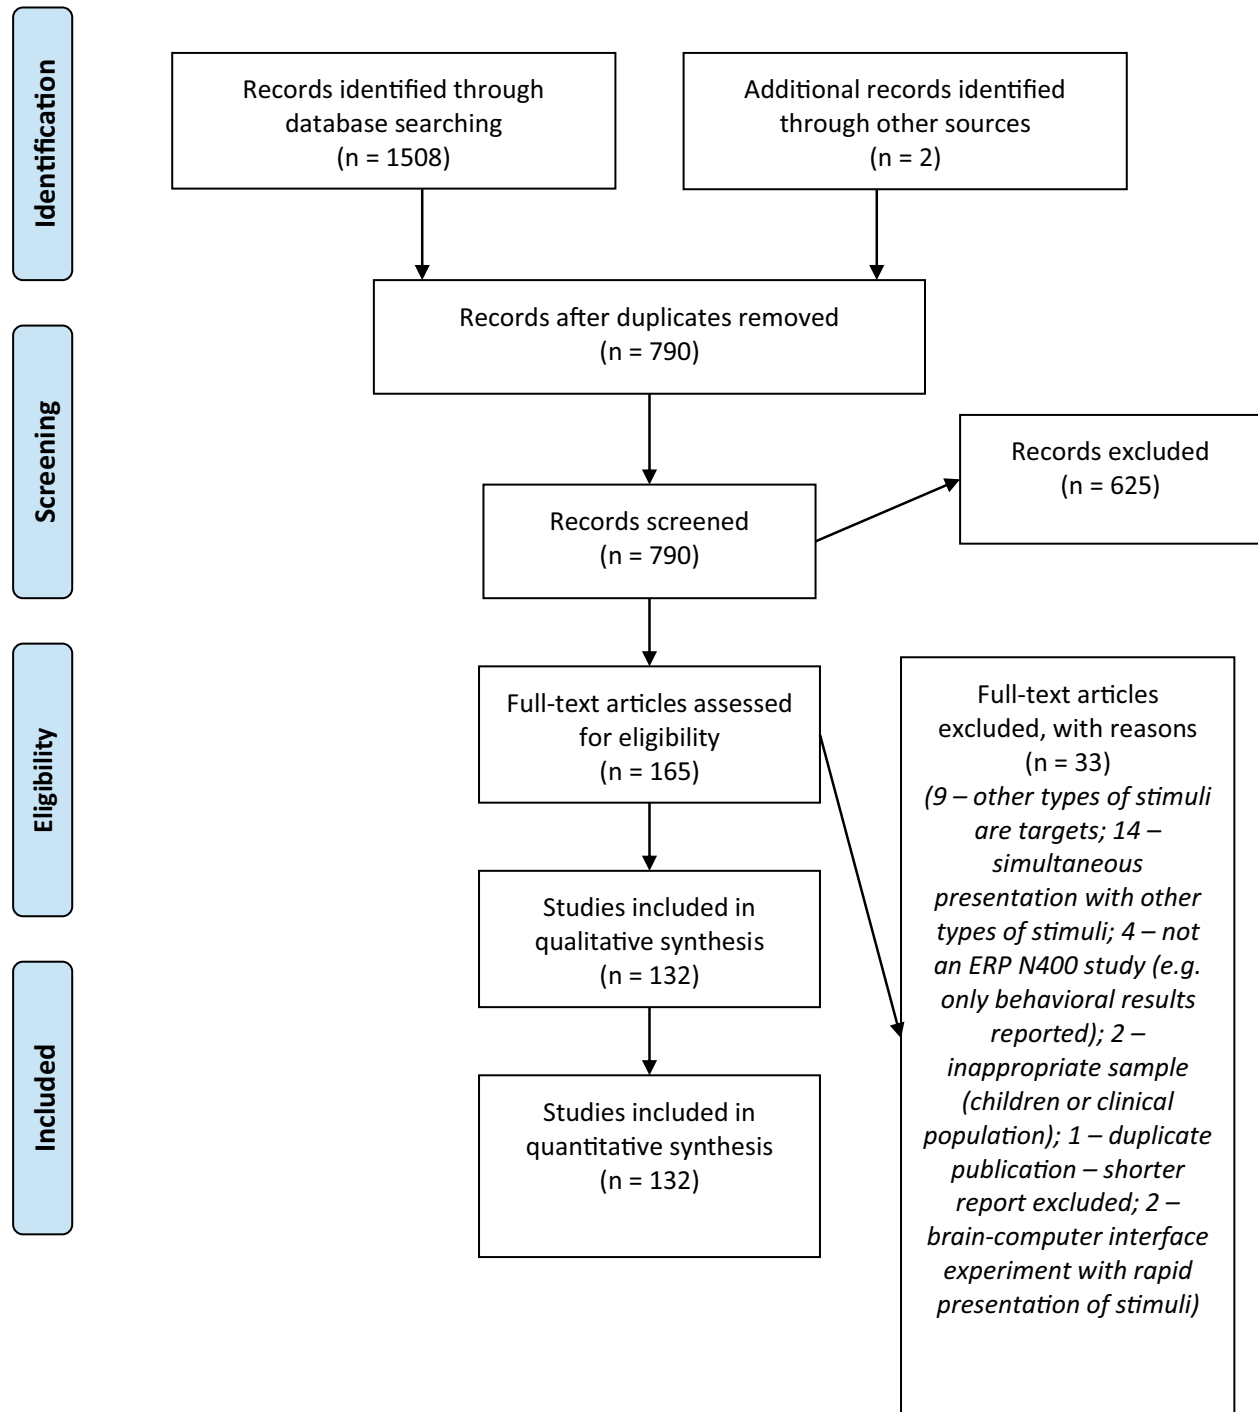 Identification
Records identified through
database searching
(n = 1508)
Additional records identified
through other sources
(n = 2)
Records after duplicates removed
(n = 790)
Screening
Records screened
(n = 790)
Records excluded
(n = 625)
Eligibility
Full-text articles assessed
for eligibility
(n = 165)
Full-text articles
excluded, with reasons
(n = 33)
(9 – other types of stimuli
are targets; 14 –
simultaneous
presentation with other
types of stimuli; 4 – not
an ERP N400 study (e.g.
only behavioral results
reported); 2 –
inappropriate sample
(children or clinical
population); 1 – duplicate
publication – shorter
report excluded; 2 –
brain-computer interface
experiment with rapid
presentation of stimuli)
Studies included in
qualitative synthesis
(n = 132)
Included
Studies included in
quantitative synthesis
(n = 132)